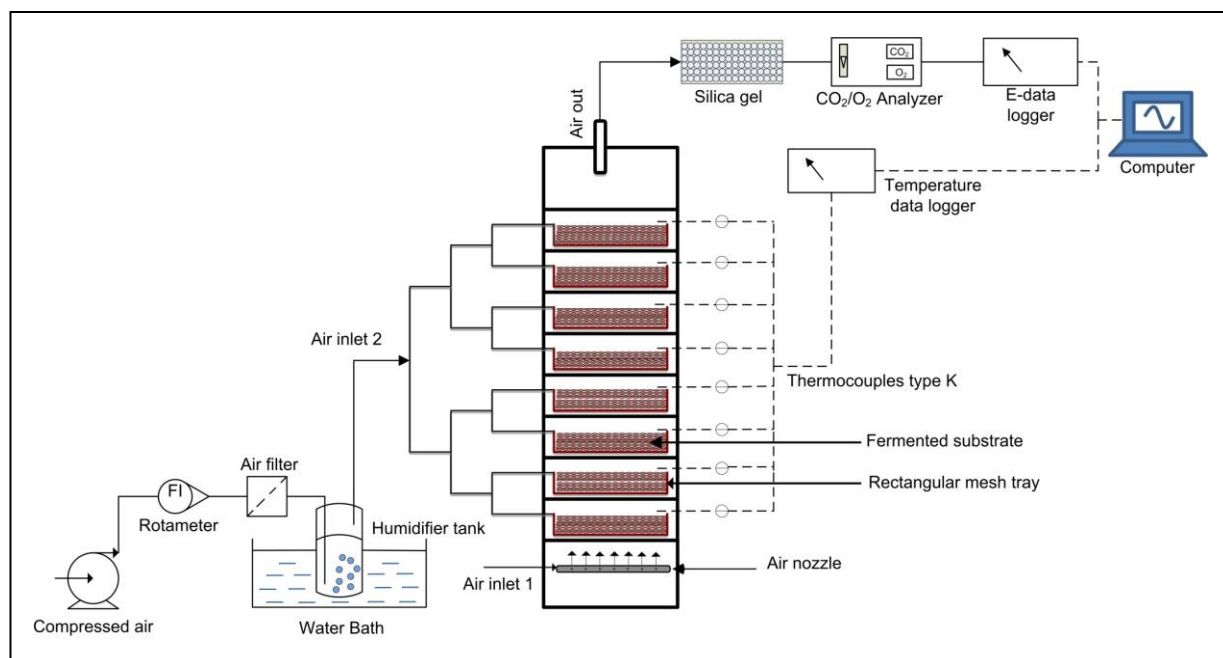 Air out
Silica gel
CO₂
O₂
CO₂/O₂ Analyzer
E-data
logger
Computer
Temperature
data logger
Air inlet 2
Thermocouples type K
Fermented substrate
Rectangular mesh tray
Air filter
FI
Rotameter
Humidifier tank
Air inlet 1
Air nozzle
Compressed air
Water Bath